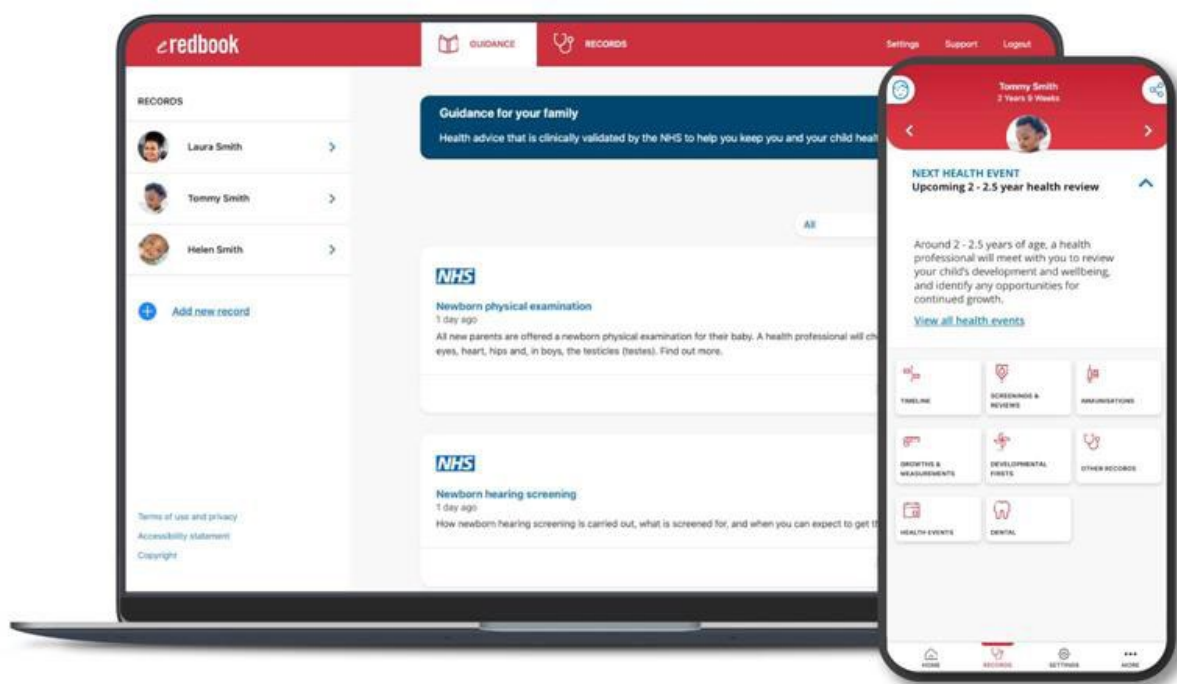 eredbook
GUIDANCE
RECORDS
Settings
Support
Logout
RECORDS
Laura Smith
Tommy Smith
Helen Smith
Add new record
Terms of use and privacy
Accessibility statement
Copyright
Guidance for your family
Health advice that is clinically validated by the NHS to help you keep you and your child heal
All
NHS
Newborn physical examination
1 day ago
All new parents are offered a newborn physical examination for their baby. A health professional will ch
eyes, heart, hips and, in boys, the testicles (testes). Find out more.
NHS
Newborn hearing screening
1 day ago
How newborn hearing screening is carried out, what is screened for, and when you can expect to get t
Tommy Smith
2 Years 9 Weeks
NEXT HEALTH EVENT
Upcoming 2 - 2.5 year health review
Around 2 - 2.5 years of age, a health
professional will meet with you to review
your child's development and wellbeing,
and identify any opportunities for
continued growth.
View all health events
TIMELINE
SCREENINGS &
REVIEWS
IMMUNISATIONS
GROWTHS &
MEASUREMENTS
DEVELOPMENTAL
FIRSTS
OTHER RECORDS
HEALTH EVENTS
DENTAL
HOME
RECORDS
SETTINGS
MORE